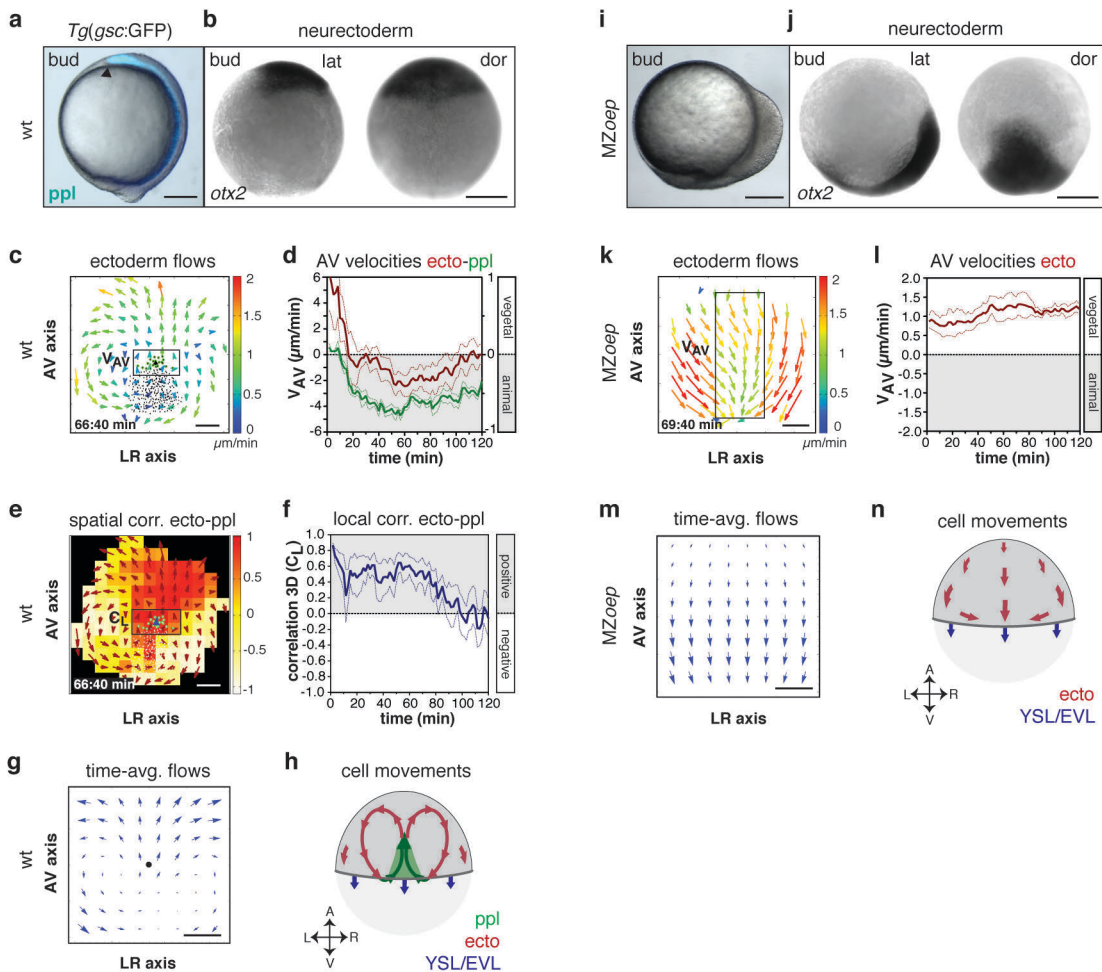 a
Tg(gsc:GFP)
b
neurectoderm
wt
bud
ppl
bud
lat
dor
otx2
c
ectoderm flows
wt
AV axis
V_AV
66:40 min
LR axis
2
1.5
1
0.5
0
µm/min
d
AV velocities ecto-ppl
V_AV (µm/min)
6
4
2
0
-2
-4
-6
1
0
-1
vegetal
animal
0 20 40 60 80 100 120
time (min)
e
spatial corr. ecto-ppl
wt
AV axis
C_L
66:40 min
LR axis
1
0.5
0
-0.5
-1
f
local corr. ecto-ppl
correlation 3D (C_L)
1.0
0.8
0.6
0.4
0.2
0.0
-0.2
-0.4
-0.6
-0.8
-1.0
positive
negative
0 20 40 60 80 100 120
time (min)
g
time-avg. flows
wt
AV axis
LR axis
h
cell movements
A
L
R
V
ppl
ecto
YSL/EVL
i
j
neurectoderm
MZoep
bud
bud
lat
dor
otx2
k
ectoderm flows
MZoep
AV axis
V_AV
69:40 min
LR axis
2
1.5
1
0.5
0
µm/min
l
AV velocities ecto
V_AV (µm/min)
2.0
1.5
1.0
0.5
0.0
-0.5
-1.0
-1.5
-2.0
vegetal
animal
0 20 40 60 80 100 120
time (min)
m
time-avg. flows
MZoep
AV axis
LR axis
n
cell movements
A
L
R
V
ecto
YSL/EVL